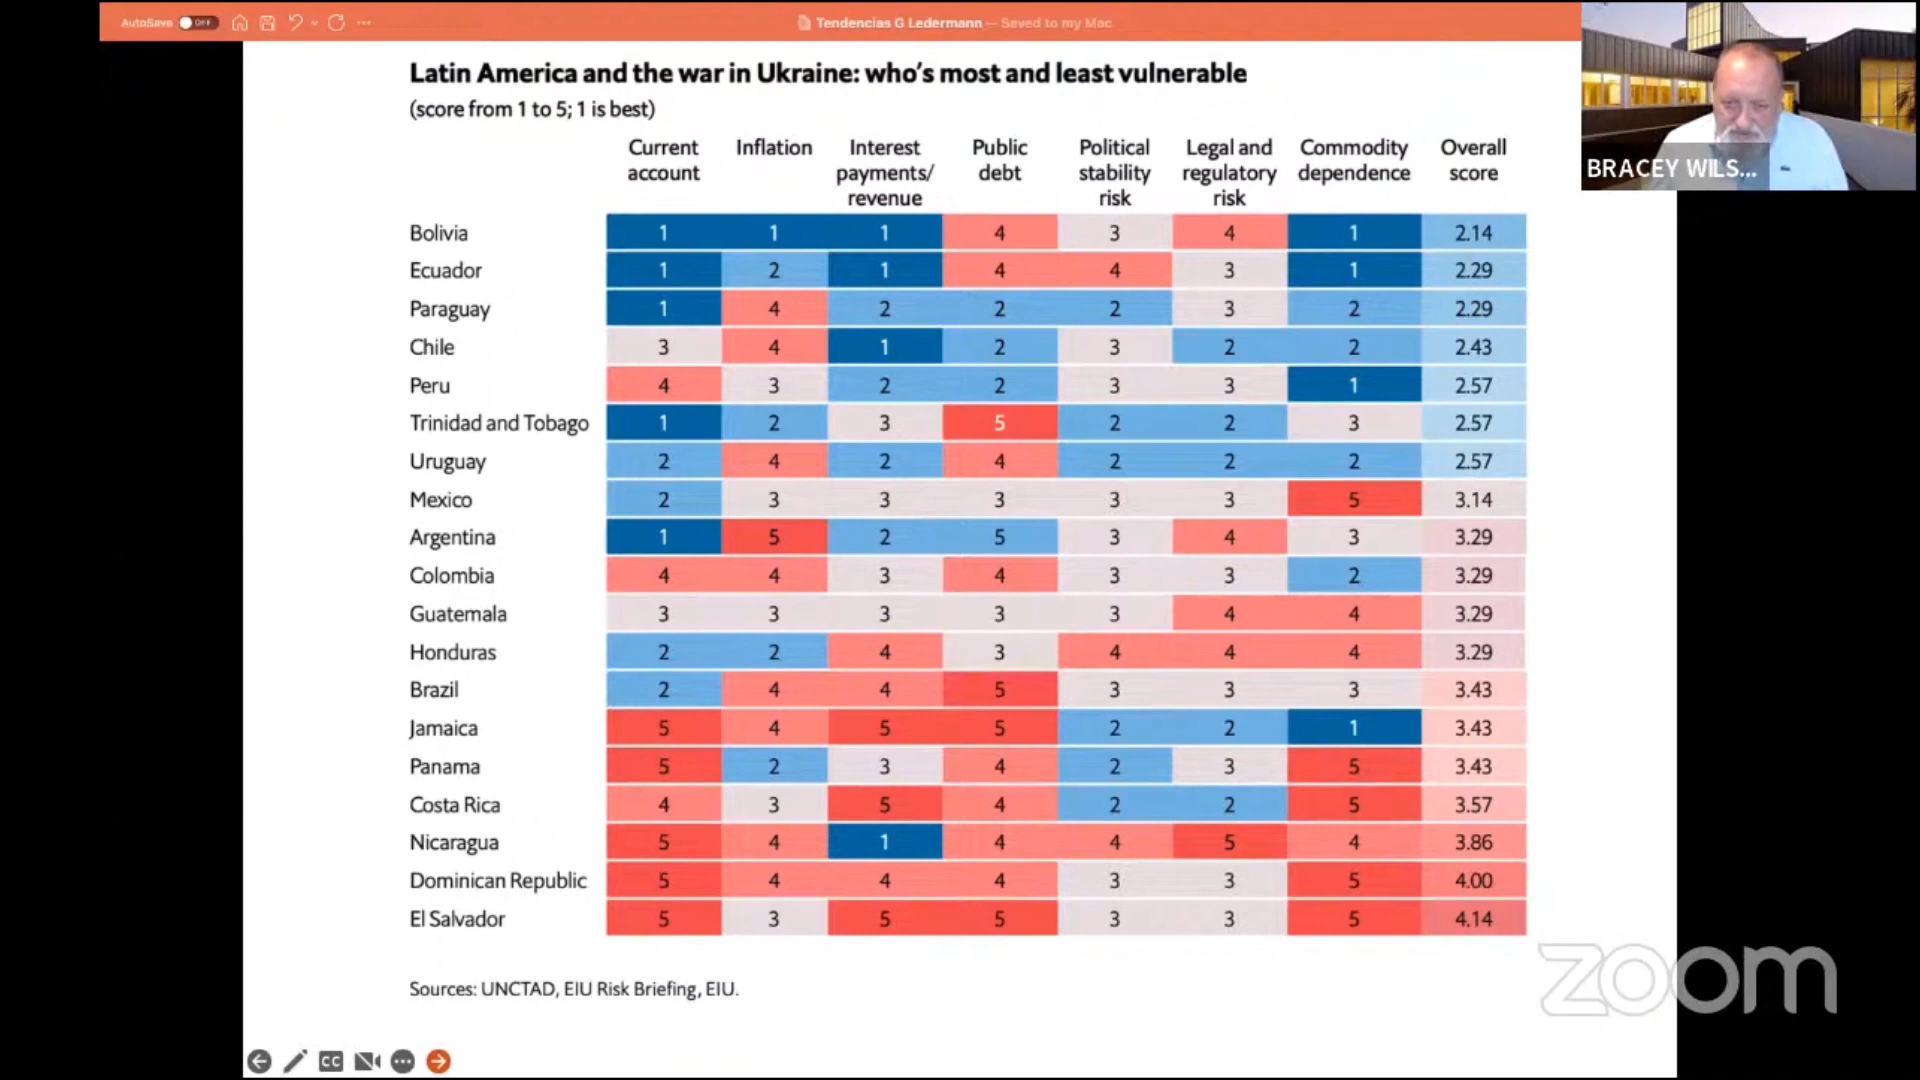 AutoSave OFF
Tendencias G Ledermann — Saved to my Mac
BRACEY WILS...
Latin America and the war in Ukraine: who's most and least vulnerable
(score from 1 to 5; 1 is best)
Current account Inflation Interest payments/ revenue Public debt Political stability risk Legal and regulatory risk Commodity dependence Overall score
Bolivia 1 1 1 4 3 4 1 2.14
Ecuador 1 2 1 4 4 3 1 2.29
Paraguay 1 4 2 2 2 3 2 2.29
Chile 3 4 1 2 3 2 2 2.43
Peru 4 3 2 2 3 3 1 2.57
Trinidad and Tobago 1 2 3 5 2 2 3 2.57
Uruguay 2 4 2 4 2 2 2 2.57
Mexico 2 3 3 3 3 3 5 3.14
Argentina 1 5 2 5 3 4 3 3.29
Colombia 4 4 3 4 3 3 2 3.29
Guatemala 3 3 3 3 3 4 4 3.29
Honduras 2 2 4 3 4 4 4 3.29
Brazil 2 4 4 5 3 3 3 3.43
Jamaica 5 4 5 5 2 2 1 3.43
Panama 5 2 3 4 2 3 5 3.43
Costa Rica 4 3 5 4 2 2 5 3.57
Nicaragua 5 4 1 4 4 5 4 3.86
Dominican Republic 5 4 4 4 3 3 5 4.00
El Salvador 5 3 5 5 3 3 5 4.14
Sources: UNCTAD, EIU Risk Briefing, EIU.
zoom
CC